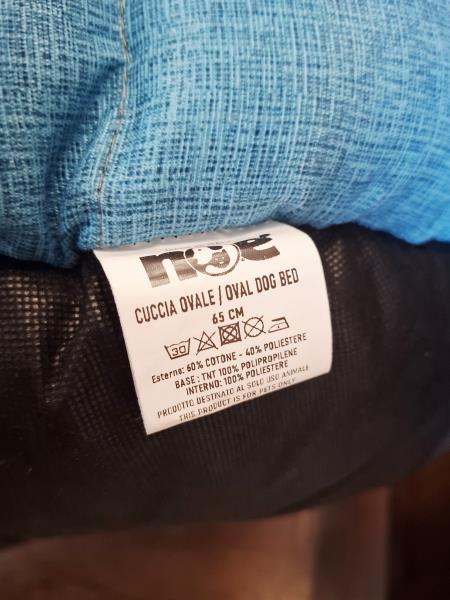 noe
CUCCIA OVALE / OVAL DOG BED
65 CM
30
Esterno: 60% COTONE - 40% POLIESTERE
BASE: TNT 100% POLIPROPILENE
INTERNO: 100% POLIESTERE
PRODOTTO DESTINATO AL SOLO USO ANIMALE
THIS PRODUCT IS FOR PETS ONLY